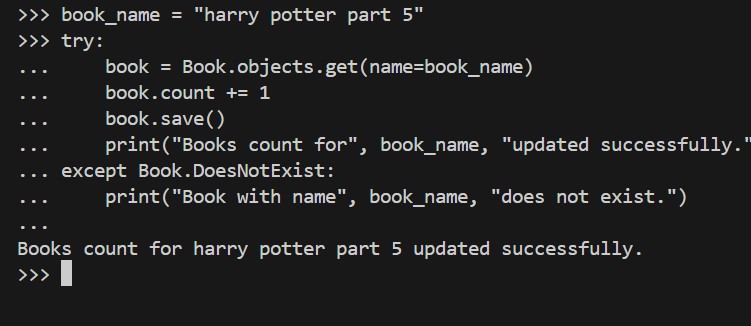 >>> book_name = "harry potter part 5"
>>> try:
...     book = Book.objects.get(name=book_name)
...     book.count += 1
...     book.save()
...     print("Books count for", book_name, "updated successfully."
... except Book.DoesNotExist:
...     print("Book with name", book_name, "does not exist.")
...
Books count for harry potter part 5 updated successfully.
>>>